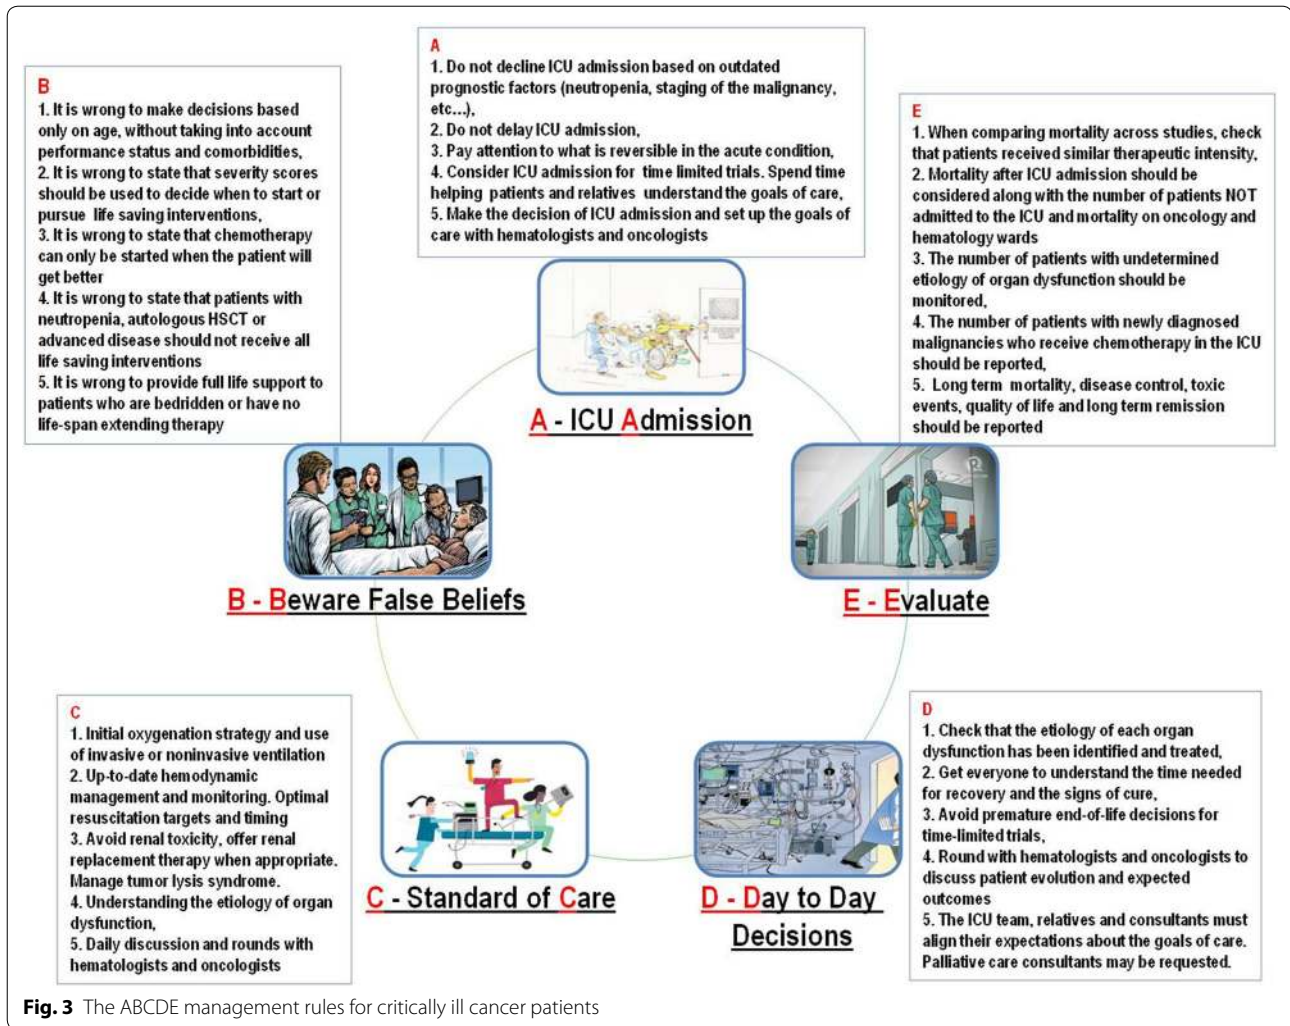 A
1. Do not decline ICU admission based on outdated
prognostic factors (neutropenia, staging of the malignancy,
etc...),
2. Do not delay ICU admission,
3. Pay attention to what is reversible in the acute condition,
4. Consider ICU admission for time limited trials. Spend time
helping patients and relatives understand the goals of care,
5. Make the decision of ICU admission and set up the goals of
care with hematologists and oncologists
B
1. It is wrong to make decisions based
only on age, without taking into account
performance status and comorbidities,
2. It is wrong to state that severity scores
should be used to decide when to start or
pursue life saving interventions,
3. It is wrong to state that chemotherapy
can only be started when the patient will
get better
4. It is wrong to state that patients with
neutropenia, autologous HSCT or
advanced disease should not receive all
life saving interventions
5. It is wrong to provide full life support to
patients who are bedridden or have no
life-span extending therapy
E
1. When comparing mortality across studies, check
that patients received similar therapeutic intensity,
2. Mortality after ICU admission should be
considered along with the number of patients NOT
admitted to the ICU and mortality on oncology and
hematology wards
3. The number of patients with undetermined
etiology of organ dysfunction should be
monitored,
4. The number of patients with newly diagnosed
malignancies who receive chemotherapy in the ICU
should be reported,
5. Long term mortality, disease control, toxic
events, quality of life and long term remission
should be reported
A - ICU Admission
B - Beware False Beliefs
E - Evaluate
C
1. Initial oxygenation strategy and use
of invasive or noninvasive ventilation
2. Up-to-date hemodynamic
management and monitoring. Optimal
resuscitation targets and timing
3. Avoid renal toxicity, offer renal
replacement therapy when appropriate.
Manage tumor lysis syndrome.
4. Understanding the etiology of organ
dysfunction,
5. Daily discussion and rounds with
hematologists and oncologists
C - Standard of Care
D - Day to Day
Decisions
D
1. Check that the etiology of each organ
dysfunction has been identified and treated,
2. Get everyone to understand the time needed
for recovery and the signs of cure,
3. Avoid premature end-of-life decisions for
time-limited trials,
4. Round with hematologists and oncologists to
discuss patient evolution and expected
outcomes
5. The ICU team, relatives and consultants must
align their expectations about the goals of care.
Palliative care consultants may be requested.
Fig. 3 The ABCDE management rules for critically ill cancer patients